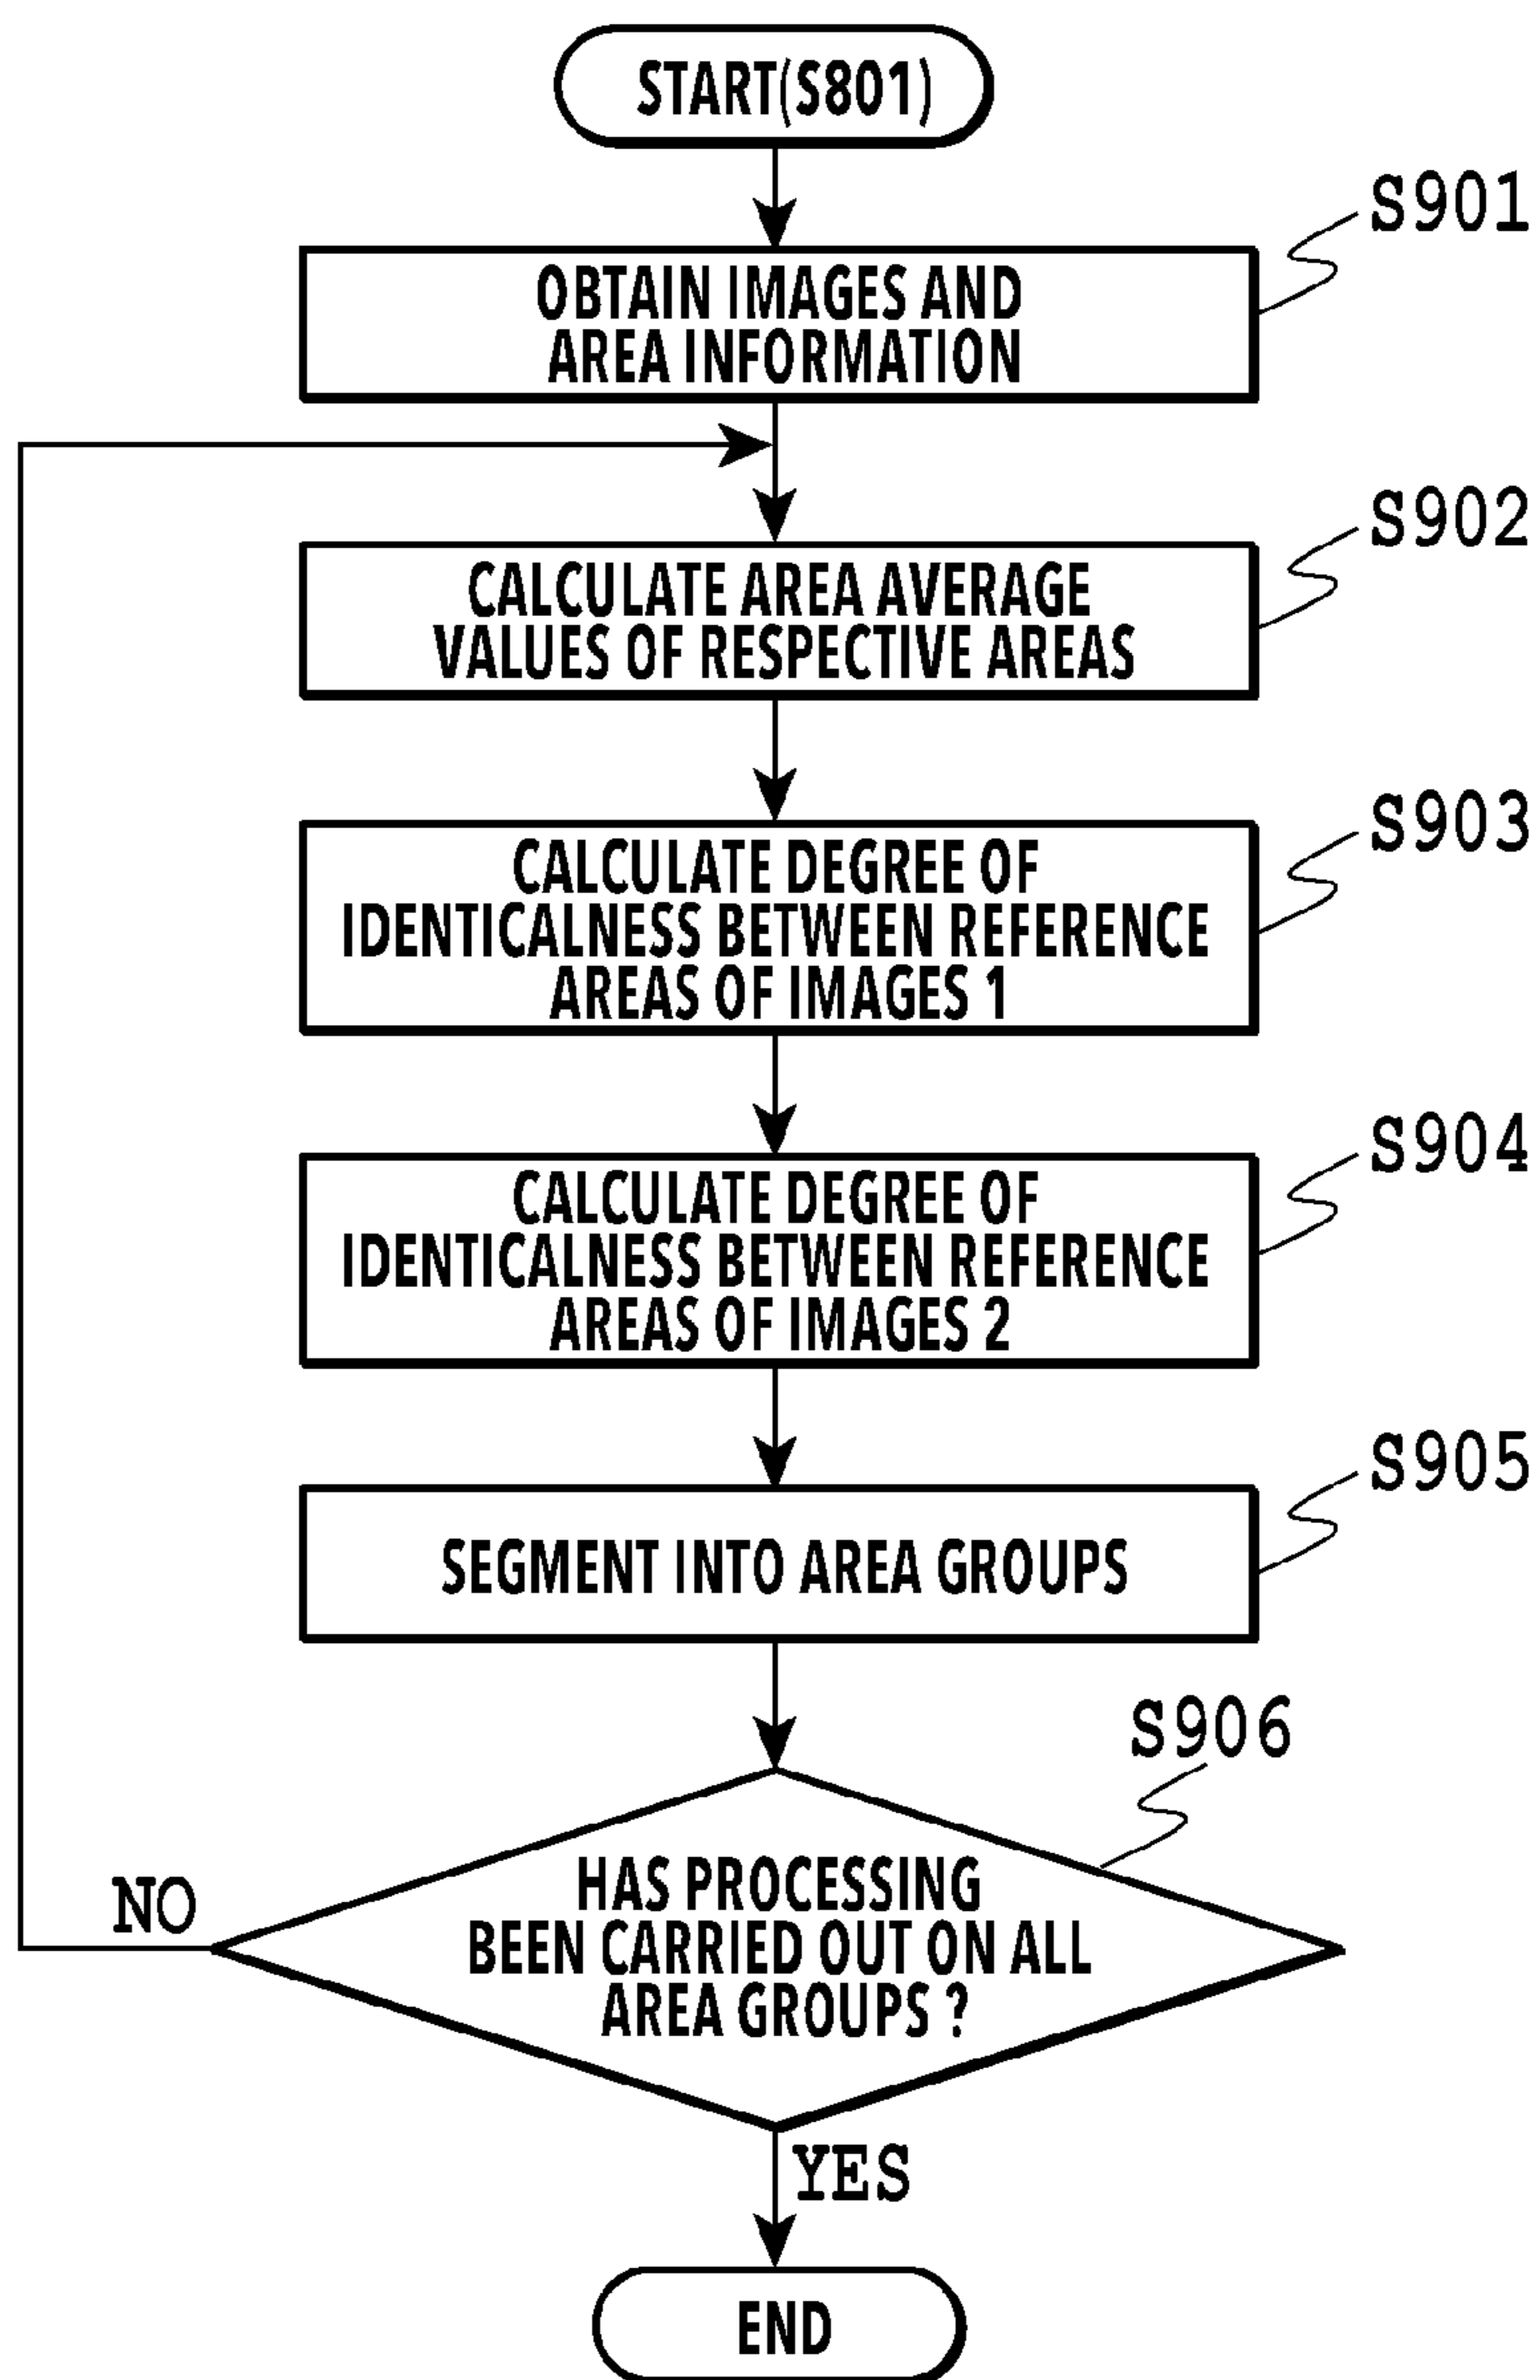 START(S801)
S901
OBTAIN IMAGES AND
AREA INFORMATION
S902
CALCULATE AREA AVERAGE
VALUES OF RESPECTIVE AREAS
S903
CALCULATE DEGREE OF
IDENTICALNESS BETWEEN REFERENCE
AREAS OF IMAGES 1
S904
CALCULATE DEGREE OF
IDENTICALNESS BETWEEN REFERENCE
AREAS OF IMAGES 2
S905
SEGMENT INTO AREA GROUPS
S906
HAS PROCESSING
BEEN CARRIED OUT ON ALL
AREA GROUPS ?
NO
YES
END